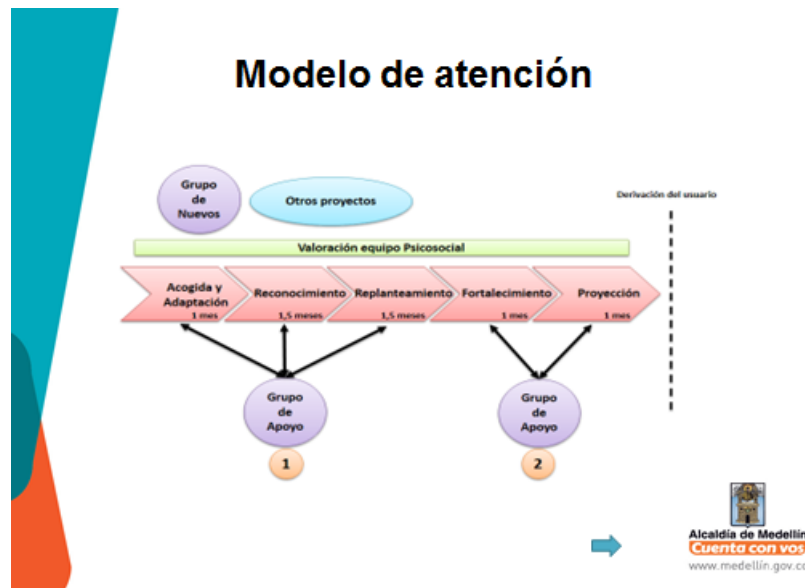 Modelo de atención
Grupo
de
Nuevos
Otros proyectos
Derivación del usuario
Valoración equipo Psicosocial
Acogida y
Adaptación
1 mes
Reconocimiento
1,5 meses
Replanteamiento
1,5 meses
Fortalecimiento
1 mes
Proyección
1 mes
Grupo
de
Apoyo
1
Grupo
de
Apoyo
2
Alcaldía de Medellín
Cuenta con vos
www.medellin.gov.co